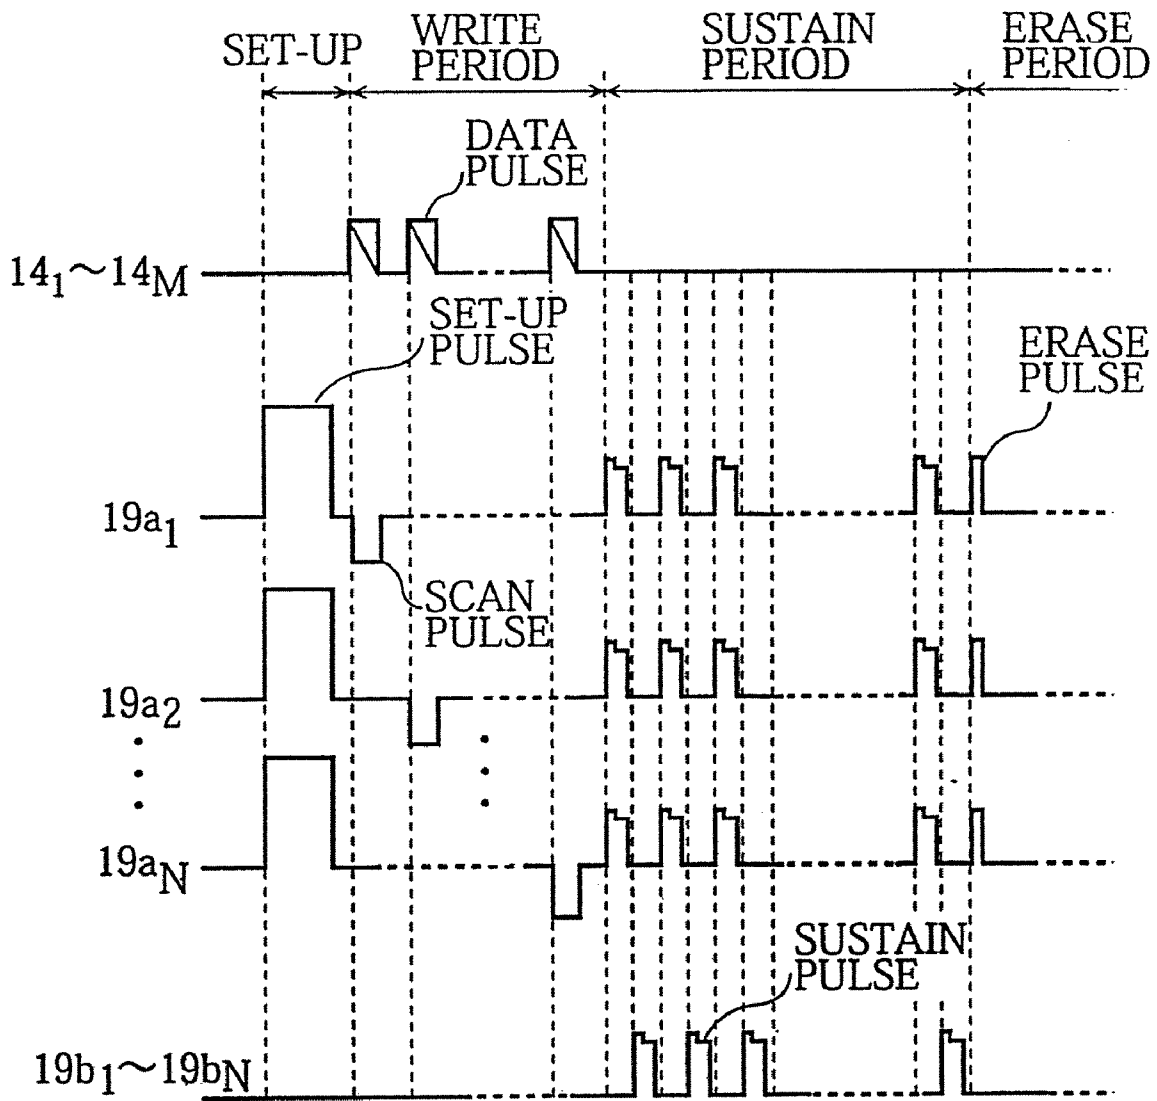 SET-UP
WRITE
PERIOD
SUSTAIN
PERIOD
ERASE
PERIOD
DATA
PULSE
14₁～14M
SET-UP
PULSE
ERASE
PULSE
19a₁
SCAN
PULSE
19a₂
19aN
SUSTAIN
PULSE
19b₁～19bN